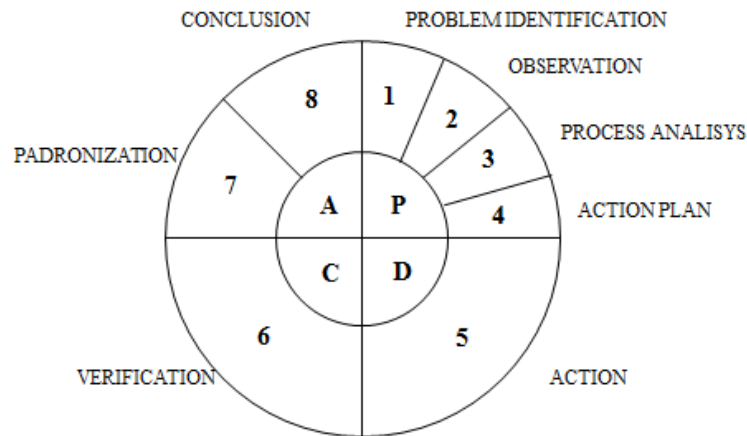 CONCLUSION
PROBLEM IDENTIFICATION
OBSERVATION
PROCESS ANALISYS
ACTION PLAN
PADRONIZATION
VERIFICATION
ACTION
1
2
3
4
5
6
7
8
A
P
C
D